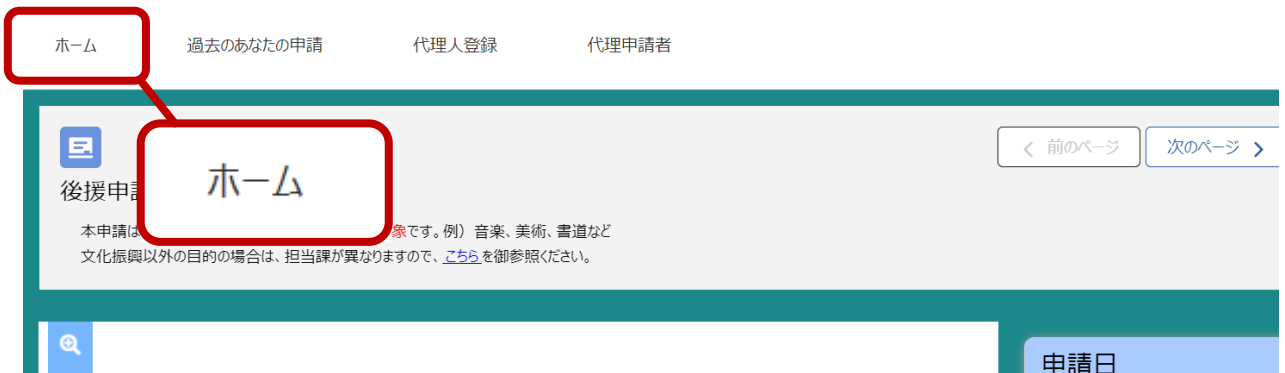 ホーム 過去のあなたの申請 代理人登録 代理申請者
前のページ 次のページ
ホーム
後援申
本申請は 象です。例）音楽、美術、書道など
文化振興以外の目的の場合は、担当課が異なりますので、こちらを御参照ください。
申請日